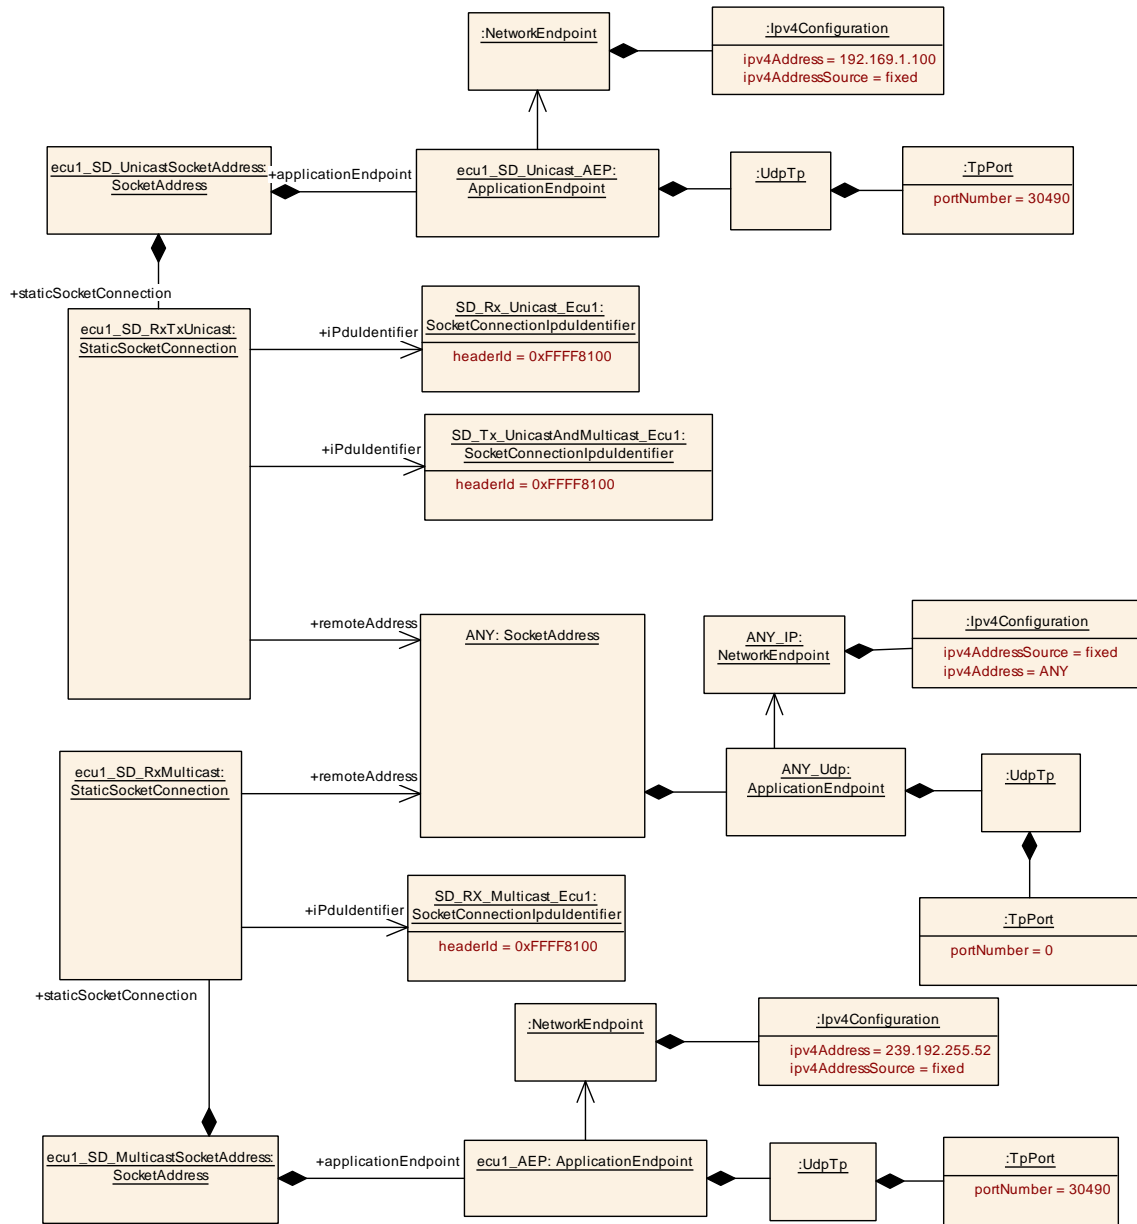 :NetworkEndpoint
:Ipv4Configuration
ipv4Address = 192.169.1.100
ipv4AddressSource = fixed
ecu1_SD_UnicastSocketAddress:
SocketAddress
+applicationEndpoint
ecu1_SD_Unicast_AEP:
ApplicationEndpoint
:UdpTp
:TpPort
portNumber = 30490
+staticSocketConnection
ecu1_SD_RxTxUnicast:
StaticSocketConnection
+iPduIdentifier
SD_Rx_Unicast_Ecu1:
SocketConnectionIpduIdentifier
headerId = 0xFFFF8100
+iPduIdentifier
SD_Tx_UnicastAndMulticast_Ecu1:
SocketConnectionIpduIdentifier
headerId = 0xFFFF8100
+remoteAddress
ANY: SocketAddress
ANY_IP:
NetworkEndpoint
:Ipv4Configuration
ipv4AddressSource = fixed
ipv4Address = ANY
ecu1_SD_RxMulticast:
StaticSocketConnection
+remoteAddress
ANY_Udp:
ApplicationEndpoint
:UdpTp
+iPduIdentifier
SD_RX_Multicast_Ecu1:
SocketConnectionIpduIdentifier
headerId = 0xFFFF8100
:TpPort
portNumber = 0
+staticSocketConnection
:NetworkEndpoint
:Ipv4Configuration
ipv4Address = 239.192.255.52
ipv4AddressSource = fixed
ecu1_SD_MulticastSocketAddress:
SocketAddress
+applicationEndpoint
ecu1_AEP: ApplicationEndpoint
:UdpTp
:TpPort
portNumber = 30490